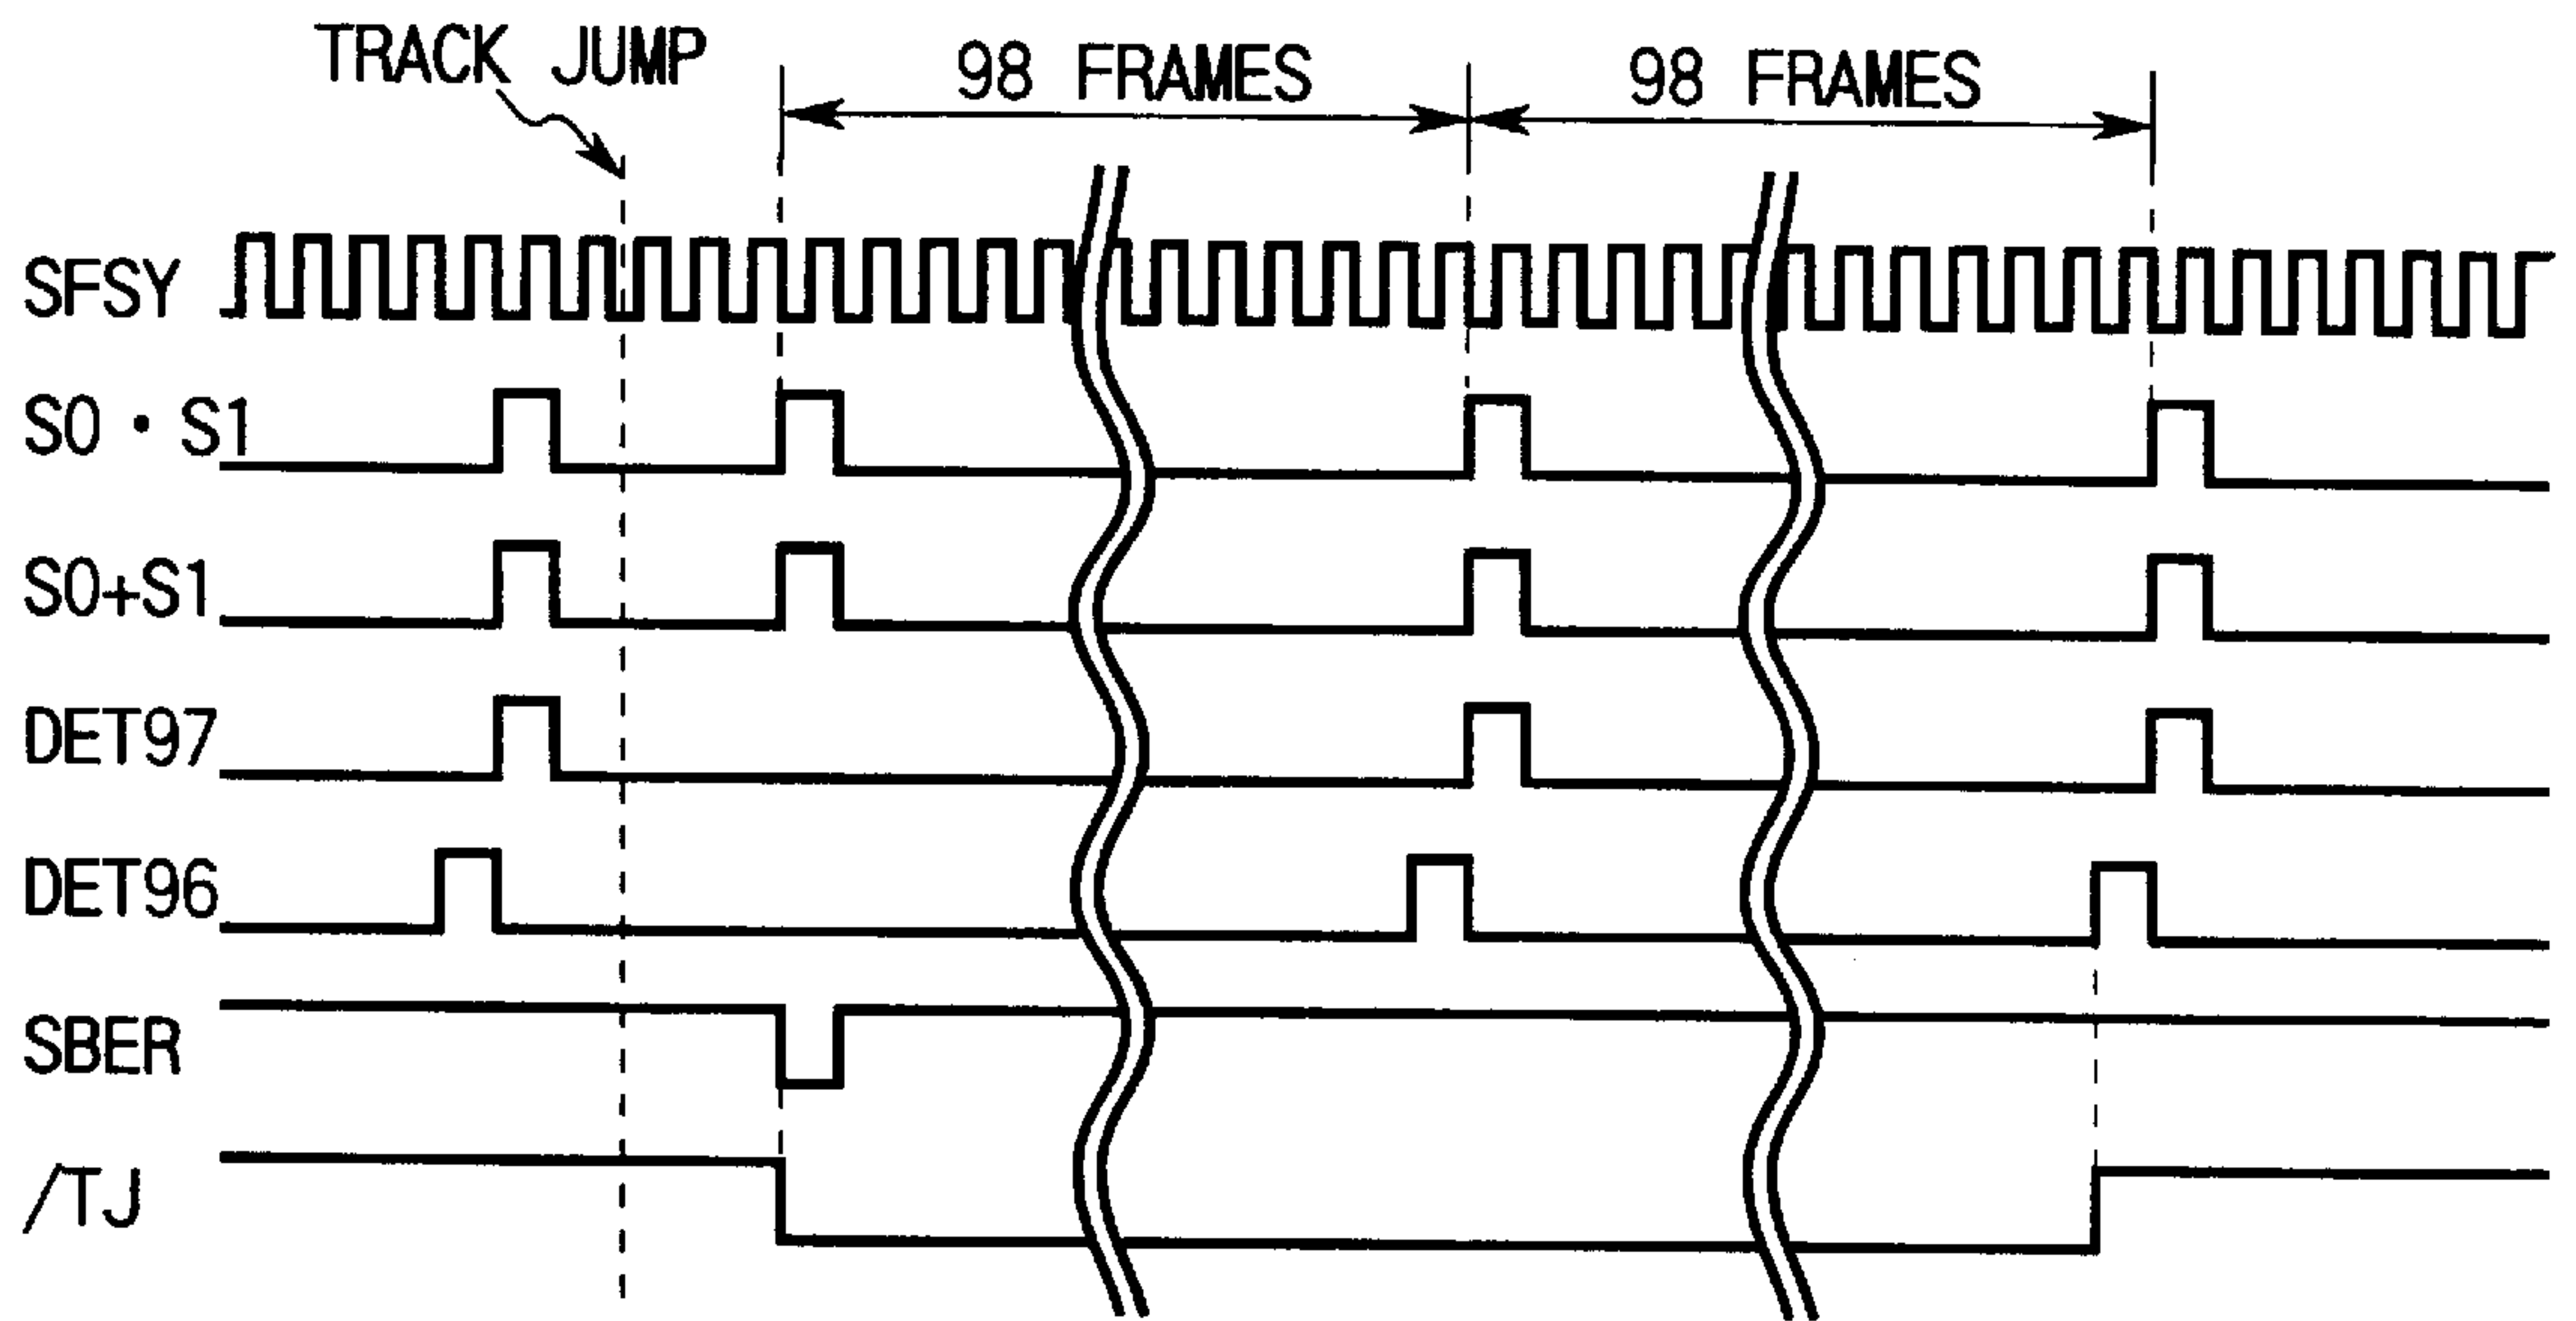 TRACK JUMP
98 FRAMES
98 FRAMES
SFSY
S0 · S1
S0+S1
DET97
DET96
SBER
/TJ